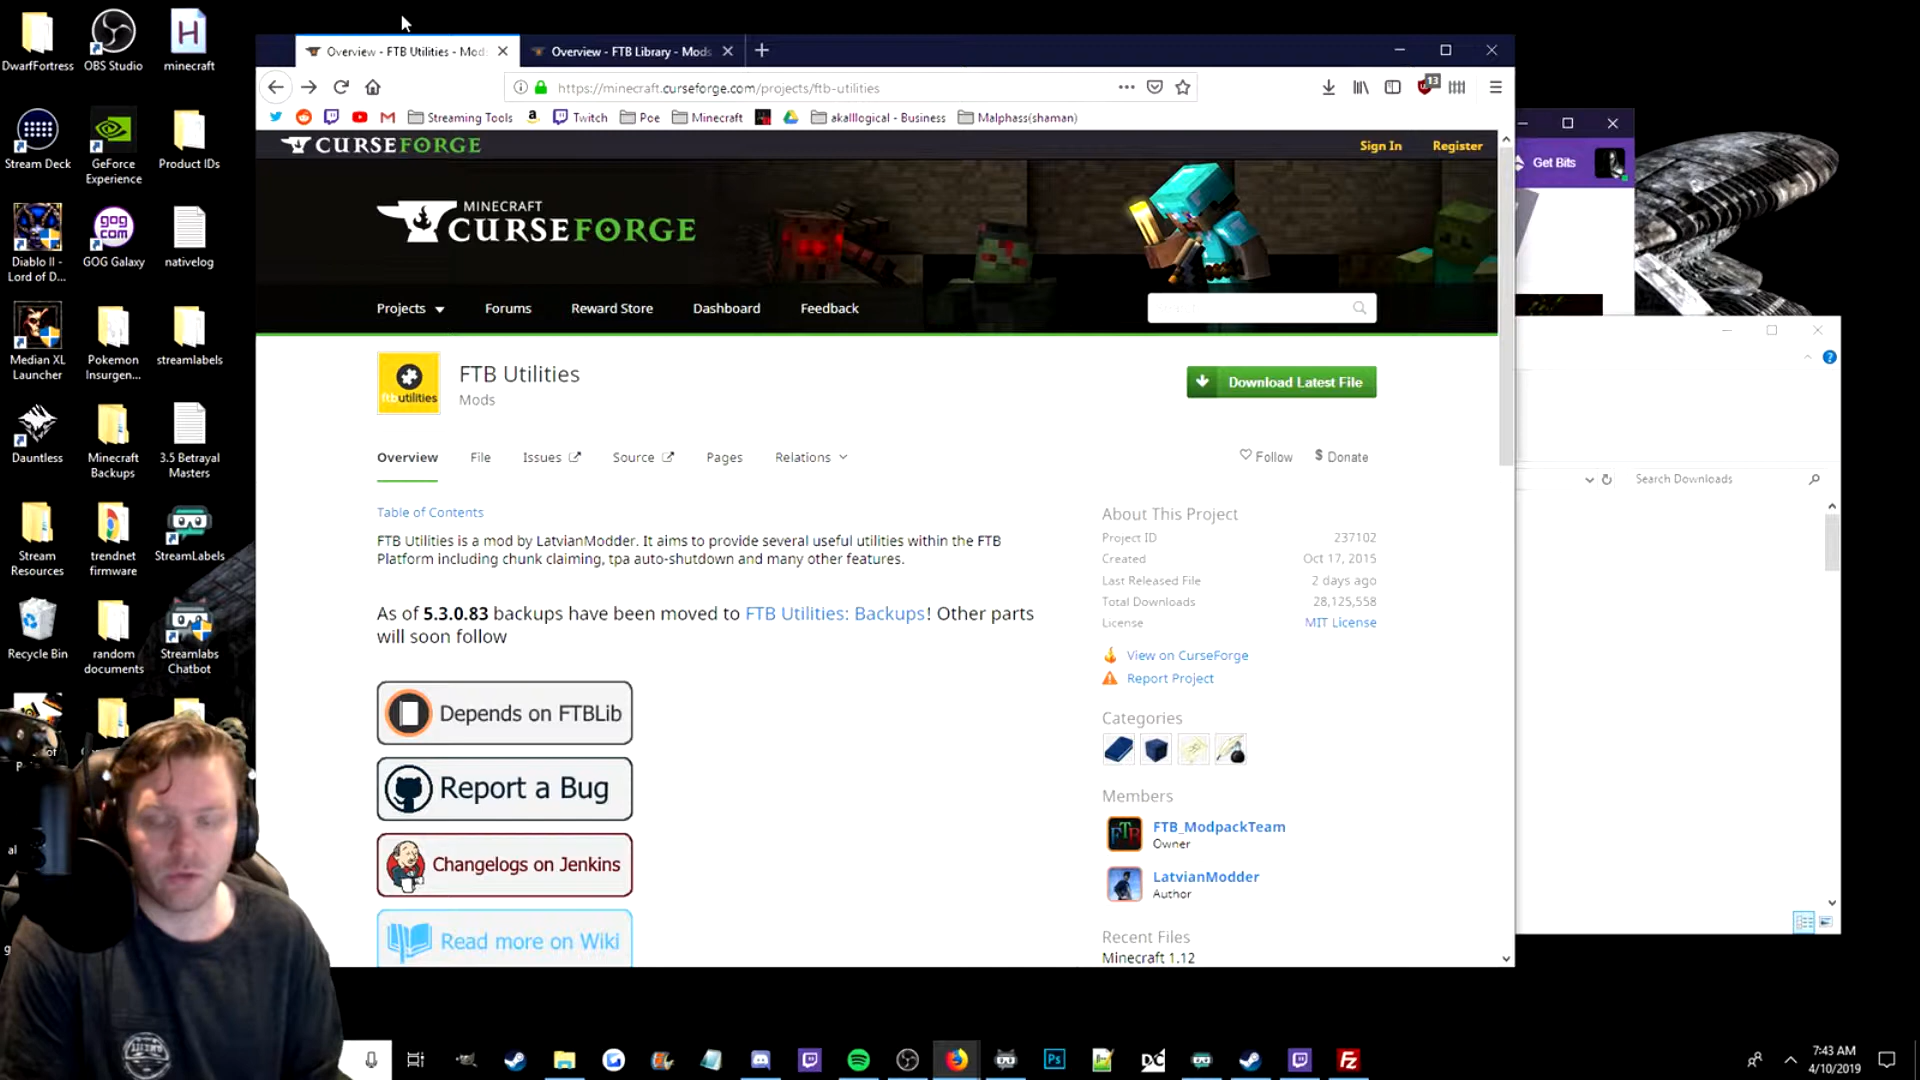 DwarfFortress
OBS Studio
minecraft
Stream Deck
GeForce Experience
Product IDs
Diablo II - Lord of D...
GOG Galaxy
nativelog
Median XL Launcher
Pokemon Insurgen...
streamlabels
Dauntless
Minecraft Backups
3.5 Betrayal Masters
Stream Resources
trendnet firmware
StreamLabels
Recycle Bin
random documents
Streamlabs Chatbot
gog com
Overview - FTB Utilities - Mod
Overview - FTB Library - Mods
https://minecraft.curseforge.com/projects/ftb-utilities
13
Streaming Tools
Twitch
Poe
Minecraft
akalllogical - Business
Malphass(shaman)
CURSEFORGE
Sign In
Register
MINECRAFT
CURSEFORGE
Projects
Forums
Reward Store
Dashboard
Feedback
ftbutilities
FTB Utilities
Mods
Download Latest File
Overview
File
Issues
Source
Pages
Relations
Follow
$ Donate
Table of Contents
FTB Utilities is a mod by LatvianModder. It aims to provide several useful utilities within the FTB
Platform including chunk claiming, tpa auto-shutdown and many other features.
As of 5.3.0.83 backups have been moved to FTB Utilities: Backups! Other parts
will soon follow
Depends on FTBLib
Report a Bug
Changelogs on Jenkins
Read more on Wiki
About This Project
Project ID 237102
Created Oct 17, 2015
Last Released File 2 days ago
Total Downloads 28,125,558
License MIT License
View on CurseForge
Report Project
Categories
Members
FTB
FTB_ModpackTeam
Owner
LatvianModder
Author
Recent Files
Minecraft 1.12
Get Bits
Search Downloads
Ps
DC
Fz
7:43 AM
4/10/2019